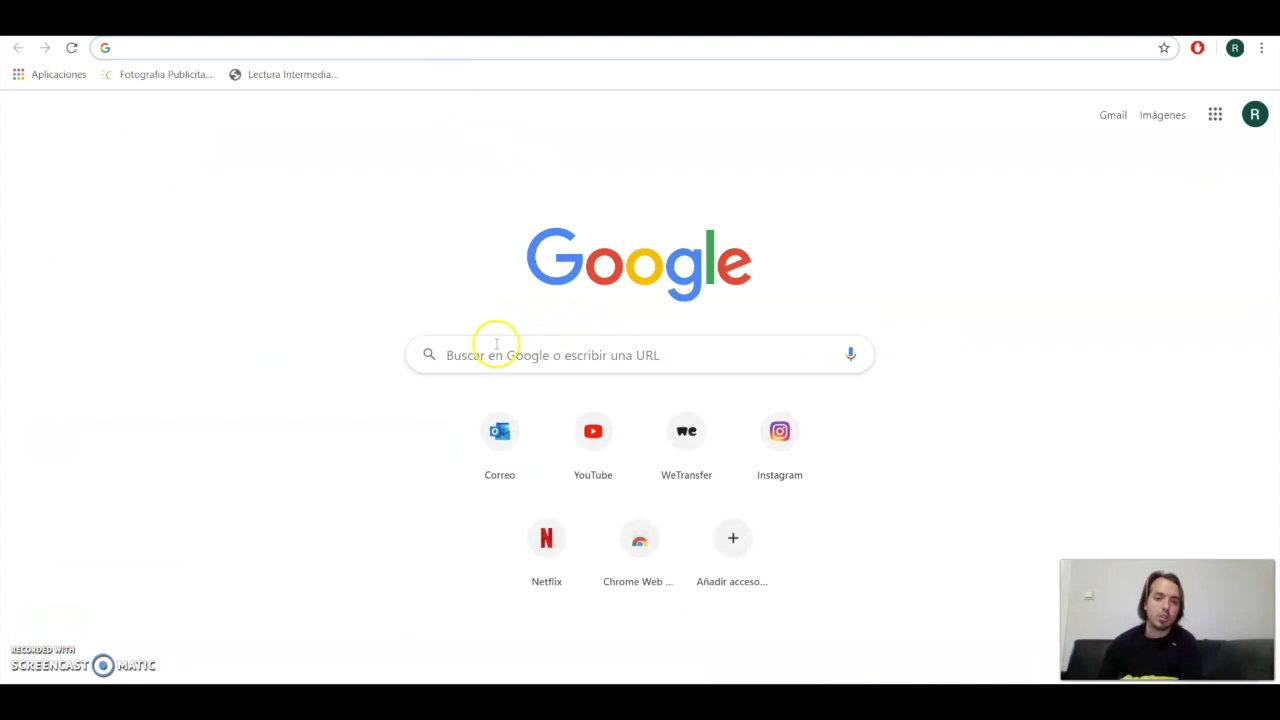 R
Aplicaciones
Fotografia Publicita...
Lectura Intermedia...
Gmail
Imágenes
R
Google
Buscar en Google o escribir una URL
Correo
YouTube
we
WeTransfer
Instagram
N
Netflix
Chrome Web ...
Añadir acceso...
RECORDED WITH
SCREENCAST MATIC